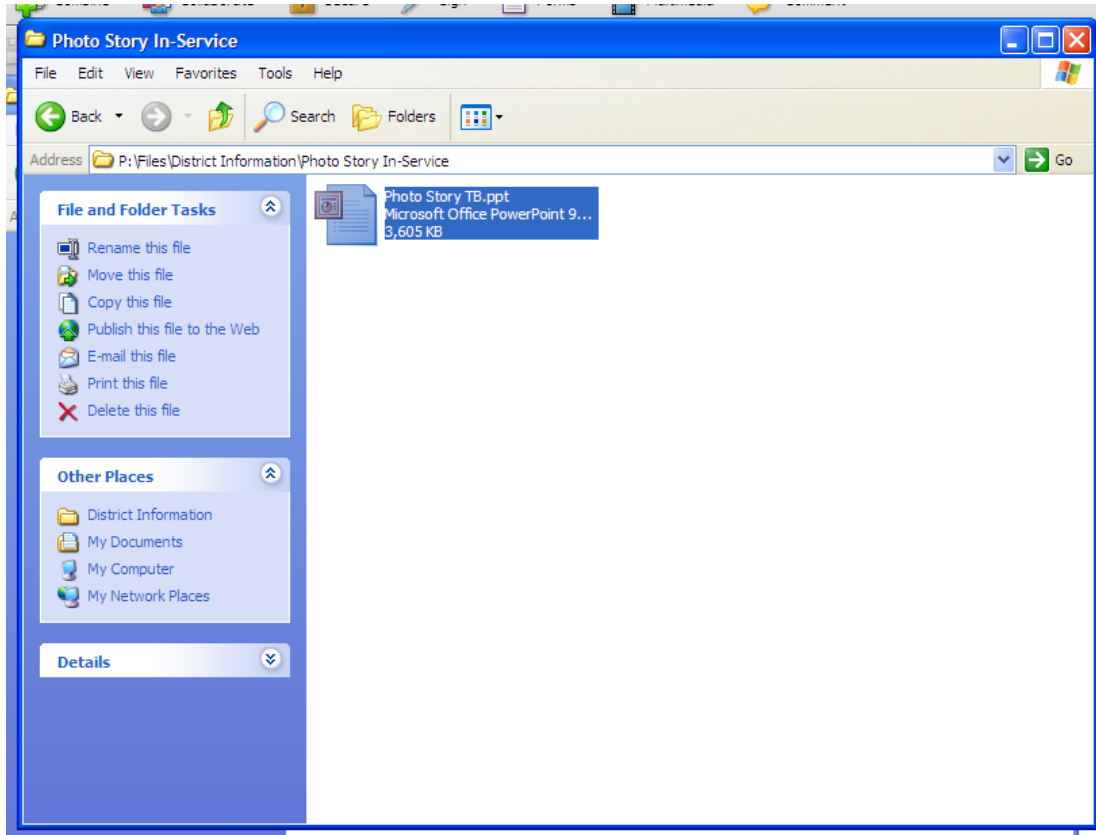 Photo Story In-Service
File Edit View Favorites Tools Help
Back Search Folders
Address P:\Files\District Information\Photo Story In-Service Go
File and Folder Tasks
Rename this file
Move this file
Copy this file
Publish this file to the Web
E-mail this file
Print this file
Delete this file
Other Places
District Information
My Documents
My Computer
My Network Places
Details
Photo Story TB.ppt
Microsoft Office PowerPoint 9...
3,605 KB